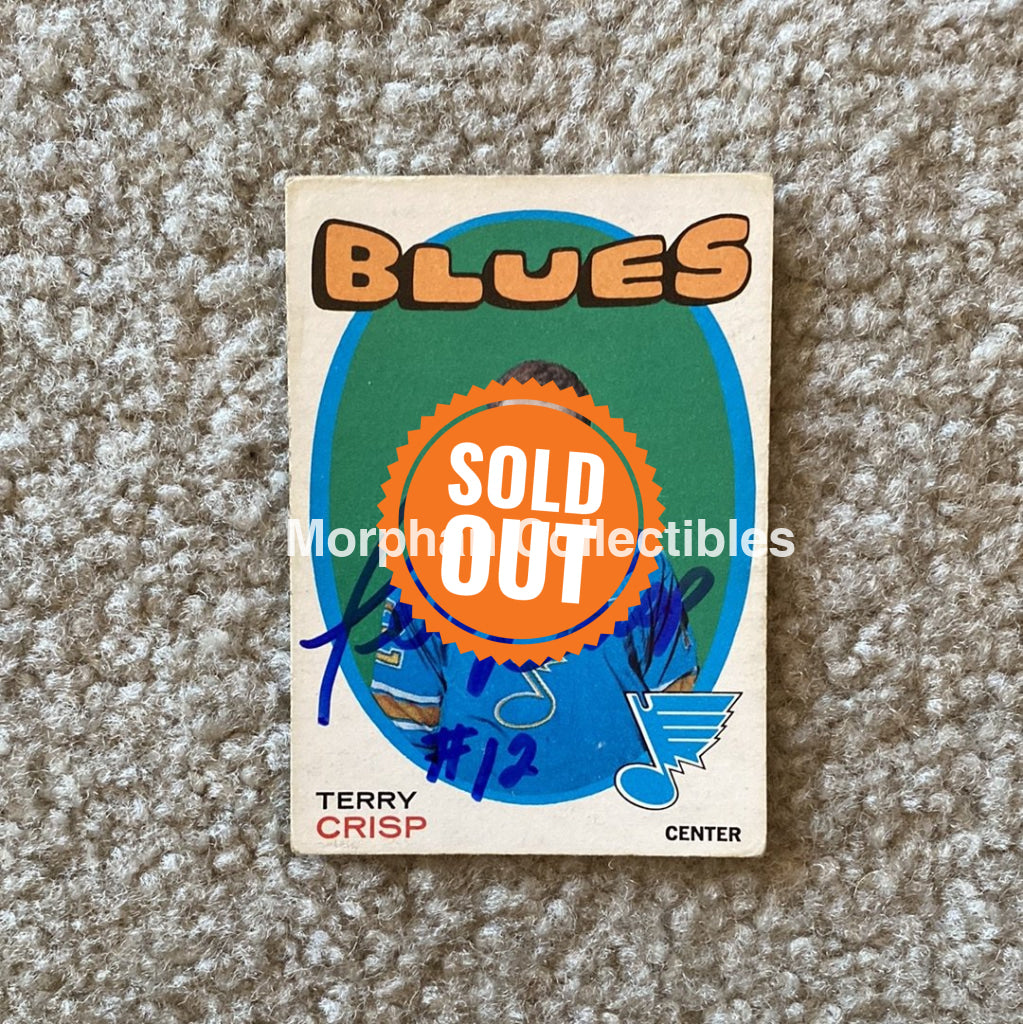 BLUES
SOLD
OUT
Morphan Collectibles
#12
TERRY
CRISP
CENTER